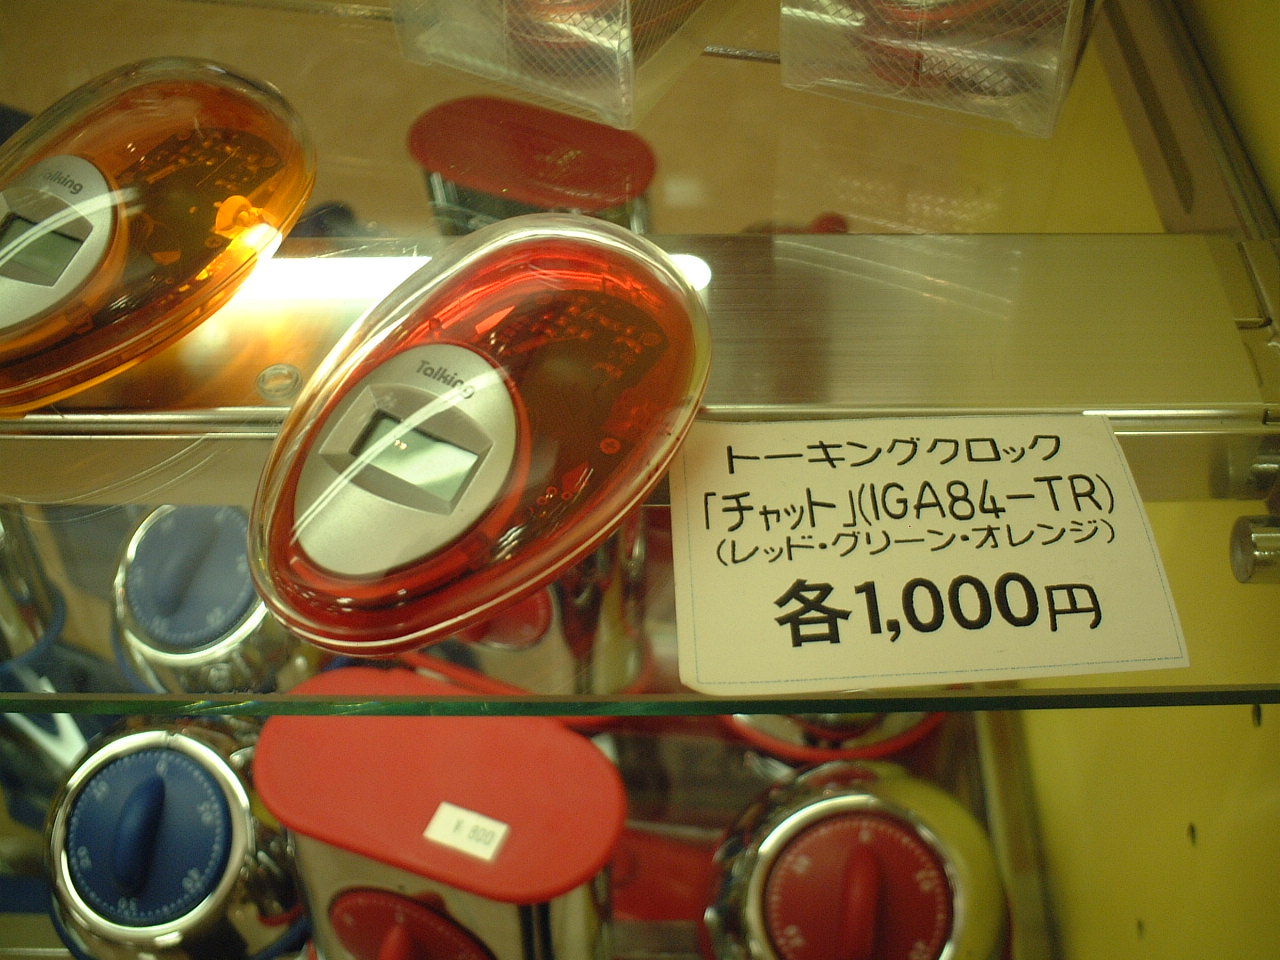 Talking
トーキングクロック
「チャット」(IGA84-TR)
(レッド・グリーン・オレンジ)
各1,000円